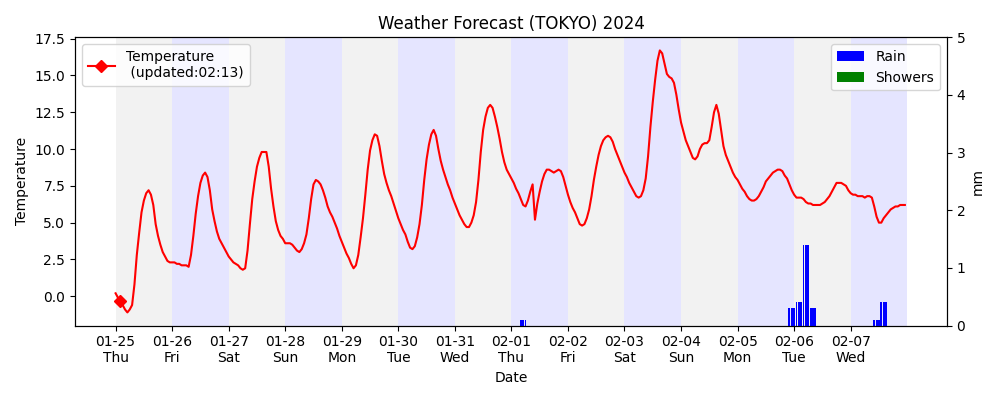 Weather Forecast (TOKYO) 2024
Temperature
(updated:02:13)
Rain
Showers
17.5
15.0
12.5
10.0
7.5
5.0
2.5
0.0
Temperature
5
4
3
2
1
0
mm
01-25 01-26 01-27 01-28 01-29 01-30 01-31 02-01 02-02 02-03 02-04 02-05 02-06 02-07
Thu Fri Sat Sun Mon Tue Wed Thu Fri Sat Sun Mon Tue Wed
Date